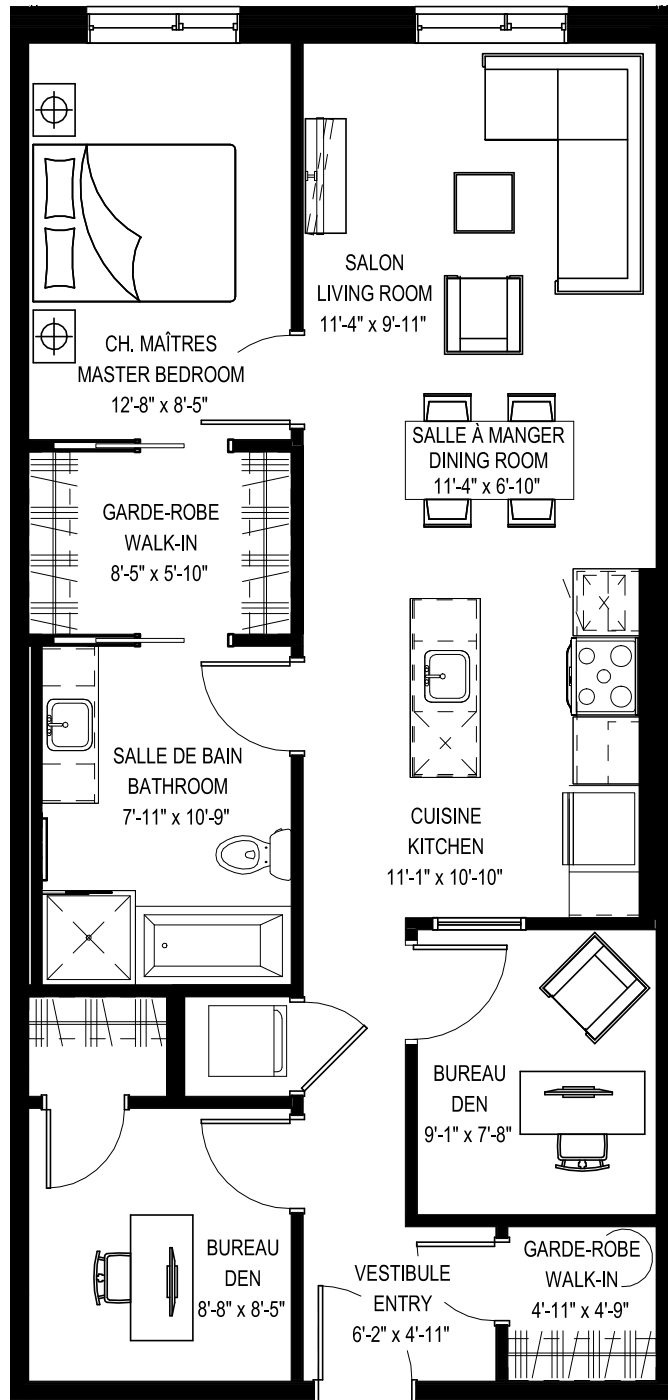 SALON
LIVING ROOM
11'-4" x 9'-11"
CH. MAÎTRES
MASTER BEDROOM
12'-8" x 8'-5"
SALLE À MANGER
DINING ROOM
11'-4" x 6'-10"
GARDE-ROBE
WALK-IN
8'-5" x 5'-10"
SALLE DE BAIN
BATHROOM
7'-11" x 10'-9"
CUISINE
KITCHEN
11'-1" x 10'-10"
BUREAU
DEN
9'-1" x 7'-8"
BUREAU
DEN
8'-8" x 8'-5"
VESTIBULE
ENTRY
6'-2" x 4'-11"
GARDE-ROBE
WALK-IN
4'-11" x 4'-9"